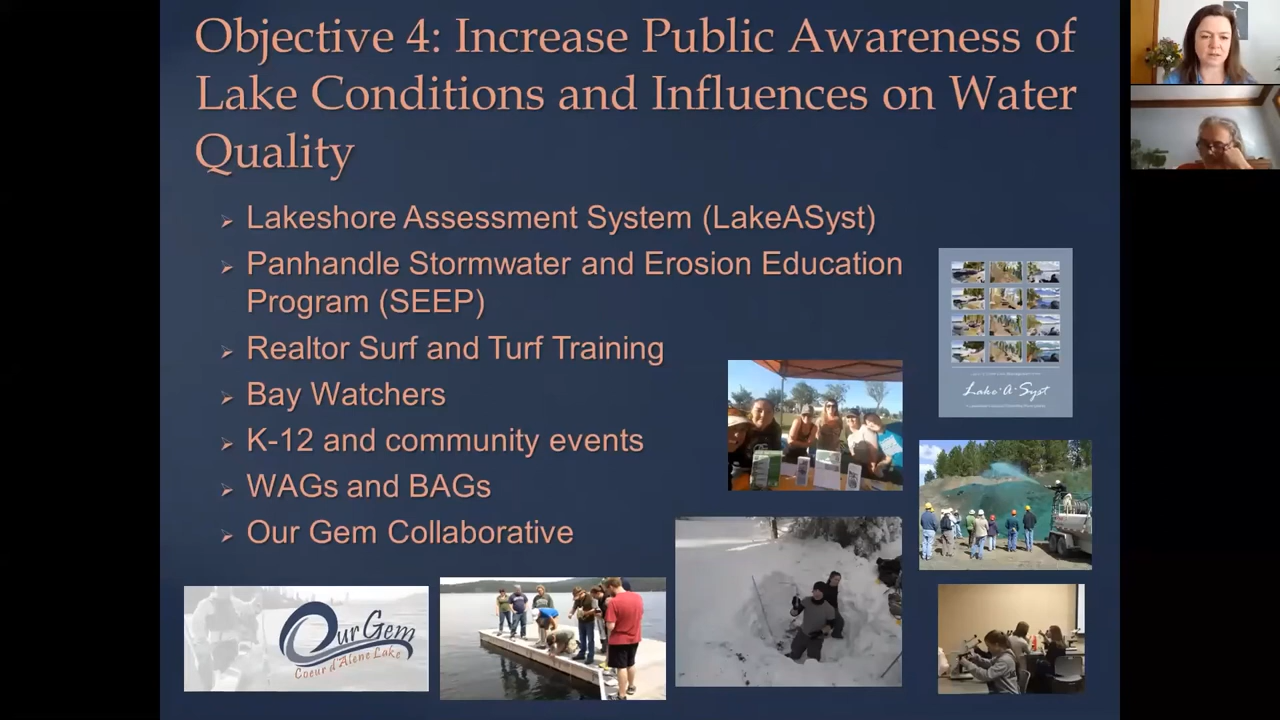 Objective 4: Increase Public Awareness of
Lake Conditions and Influences on Water
Quality
Lakeshore Assessment System (LakeASyst)
Panhandle Stormwater and Erosion Education
Program (SEEP)
Realtor Surf and Turf Training
Bay Watchers
K-12 and community events
WAGs and BAGs
Our Gem Collaborative
Lake·A·Syst
Our Gem
Coeur d'Alene Lake